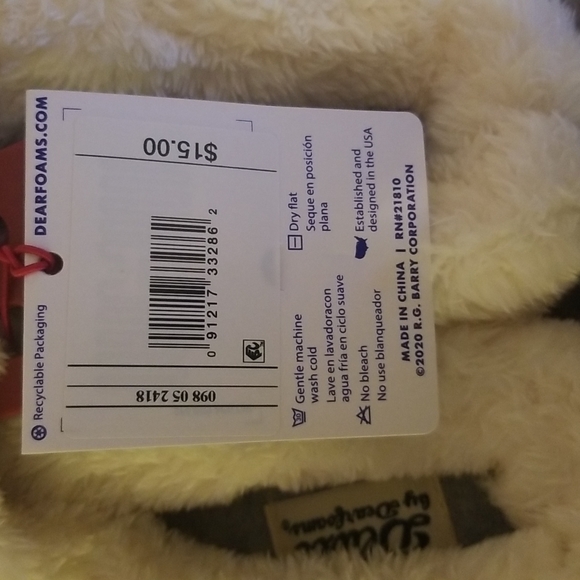 DEARFOAMS.COM
Recyclable Packaging
$15.00
0 91217 33286 2
098 05 2418
Gentle machine
wash cold
Lave en lavadoracon
agua fría en ciclo suave
No bleach
No use blanqueador
Dry flat
Seque en posición
plana
Established and
designed in the USA
MADE IN CHINA | RN#21810
©2020 R.G. BARRY CORPORATION
by Dearfoams